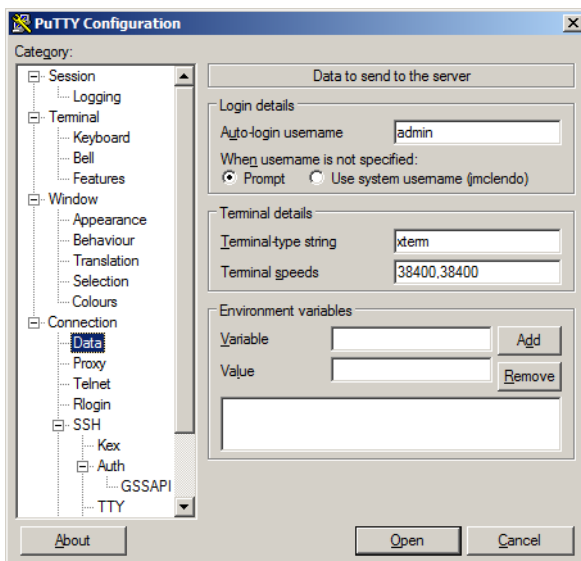 PuTTY Configuration
Category:
Session
Logging
Terminal
Keyboard
Bell
Features
Window
Appearance
Behaviour
Translation
Selection
Colours
Connection
Data
Proxy
Telnet
Rlogin
SSH
Kex
Auth
GSSAPI
TTY
Data to send to the server
Login details
Auto-login username
admin
When username is not specified:
Prompt
Use system username (jmclendo)
Terminal details
Terminal-type string
xterm
Terminal speeds
38400,38400
Environment variables
Variable
Add
Value
Remove
About
Open
Cancel